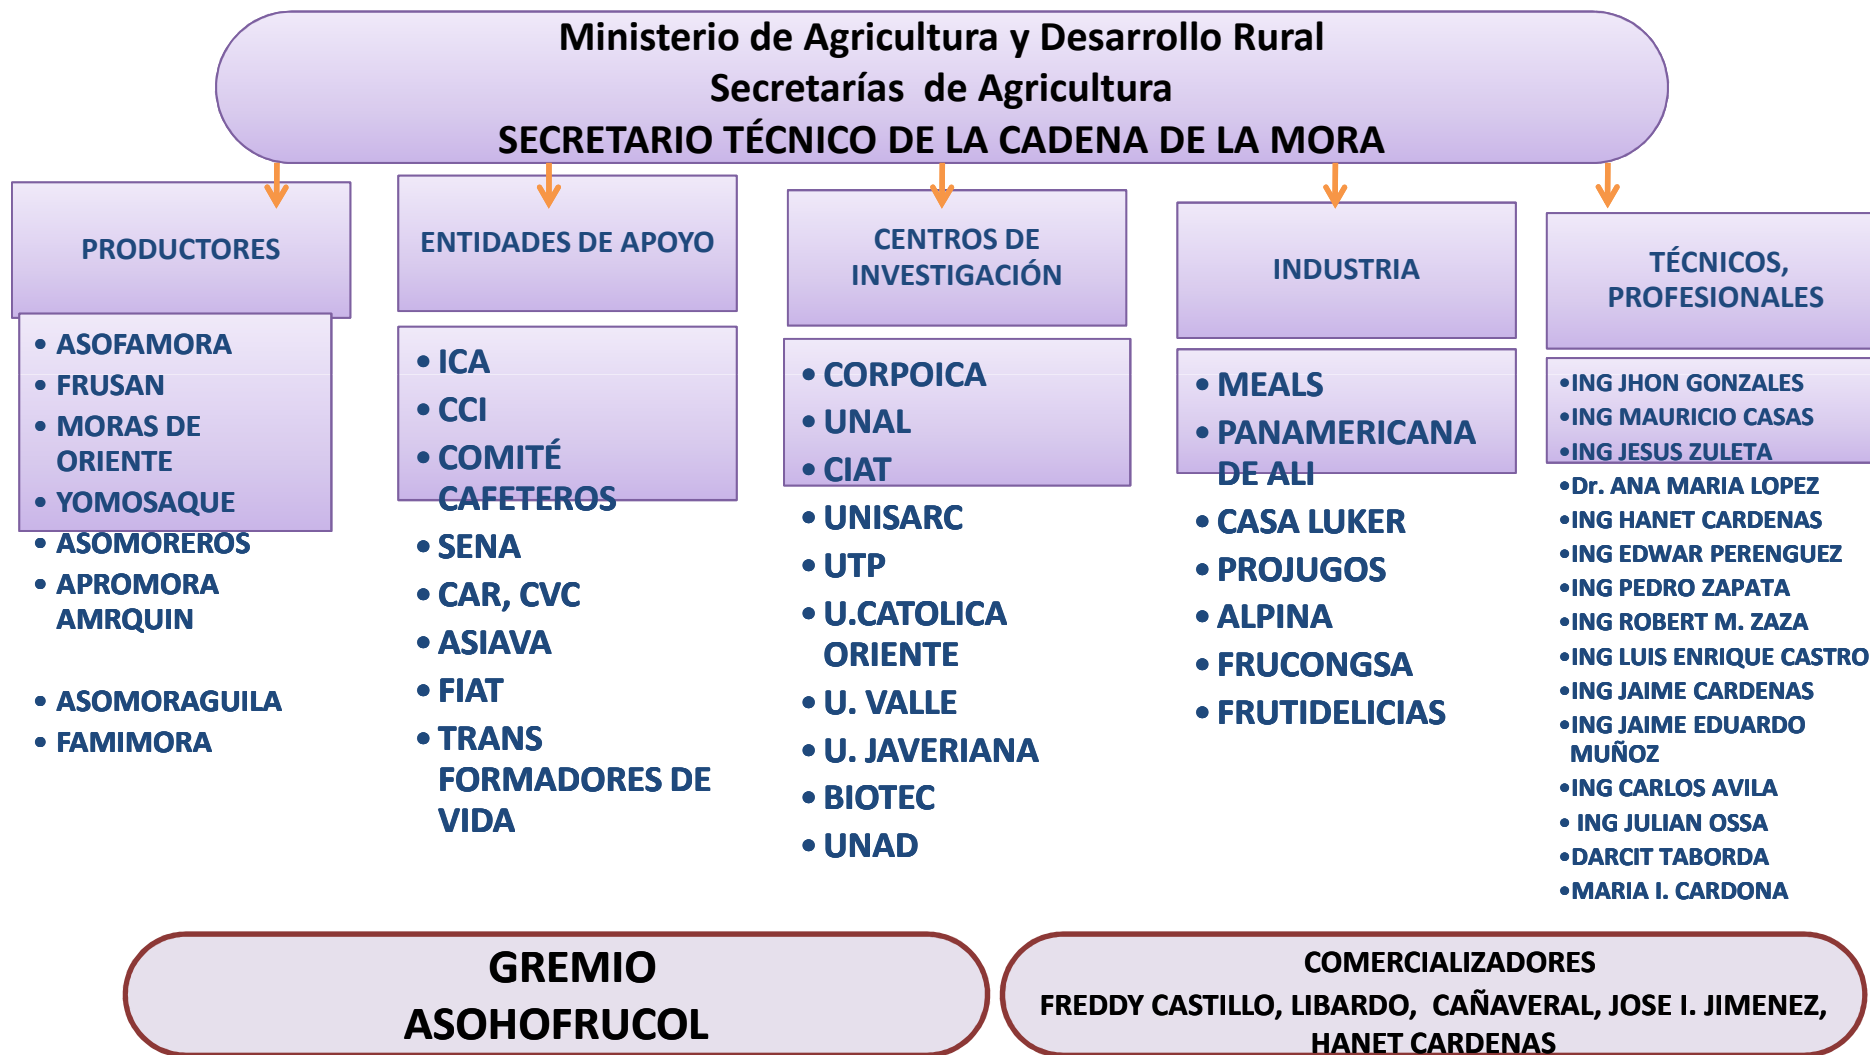 Ministerio de Agricultura y Desarrollo Rural
Secretarías de Agricultura
SECRETARIO TÉCNICO DE LA CADENA DE LA MORA
PRODUCTORES
• ASOFAMORA
• FRUSAN
• MORAS DE
ORIENTE
• YOMOSAQUE
• ASOMOREROS
• APROMORA
AMRQUIN
• ASOMORAGUILA
• FAMIMORA
ENTIDADES DE APOYO
• ICA
• CCI
• COMITÉ
CAFETEROS
• SENA
• CAR, CVC
• ASIAVA
• FIAT
• TRANS
FORMADORES DE
VIDA
CENTROS DE
INVESTIGACIÓN
• CORPOICA
• UNAL
• CIAT
• UNISARC
• UTP
• U.CATOLICA
ORIENTE
• U. VALLE
• U. JAVERIANA
• BIOTEC
• UNAD
INDUSTRIA
• MEALS
• PANAMERICANA
DE ALI
• CASA LUKER
• PROJUGOS
• ALPINA
• FRUCONGSA
• FRUTIDELICIAS
TÉCNICOS,
PROFESIONALES
•ING JHON GONZALES
•ING MAURICIO CASAS
•ING JESUS ZULETA
•Dr. ANA MARIA LOPEZ
•ING HANET CARDENAS
•ING EDWAR PERENGUEZ
•ING PEDRO ZAPATA
•ING ROBERT M. ZAZA
•ING LUIS ENRIQUE CASTRO
•ING JAIME CARDENAS
•ING JAIME EDUARDO
MUÑOZ
•ING CARLOS AVILA
• ING JULIAN OSSA
•DARCIT TABORDA
•MARIA I. CARDONA
GREMIO
ASOHOFRUCOL
COMERCIALIZADORES
FREDDY CASTILLO, LIBARDO, CAÑAVERAL, JOSE I. JIMENEZ,
HANET CARDENAS